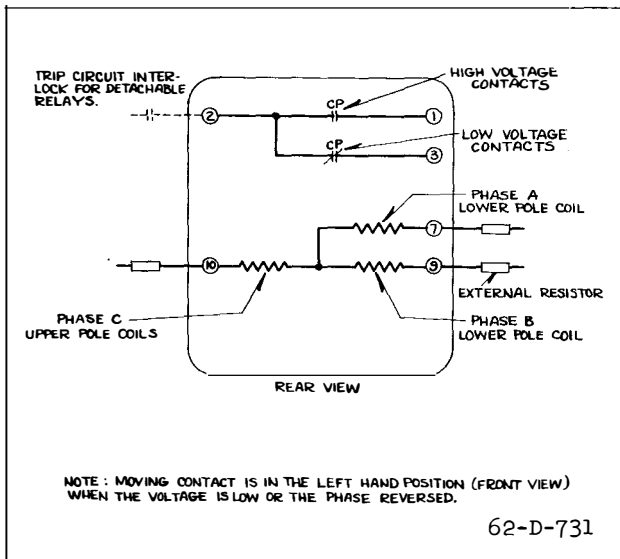 TRIP CIRCUIT INTER-
LOCK FOR DETACHABLE
RELAYS.
HIGH VOLTAGE
CONTACTS
CP
2
1
LOW VOLTAGE
CONTACTS
CP
3
PHASE A
LOWER POLE COIL
7
10
9
EXTERNAL RESISTOR
PHASE C
UPPER POLE COILS
PHASE B
LOWER POLE COIL
REAR VIEW
NOTE : MOVING CONTACT IS IN THE LEFT HAND POSITION (FRONT VIEW)
WHEN THE VOLTAGE IS LOW OR THE PHASE REVERSED.
62-D-731